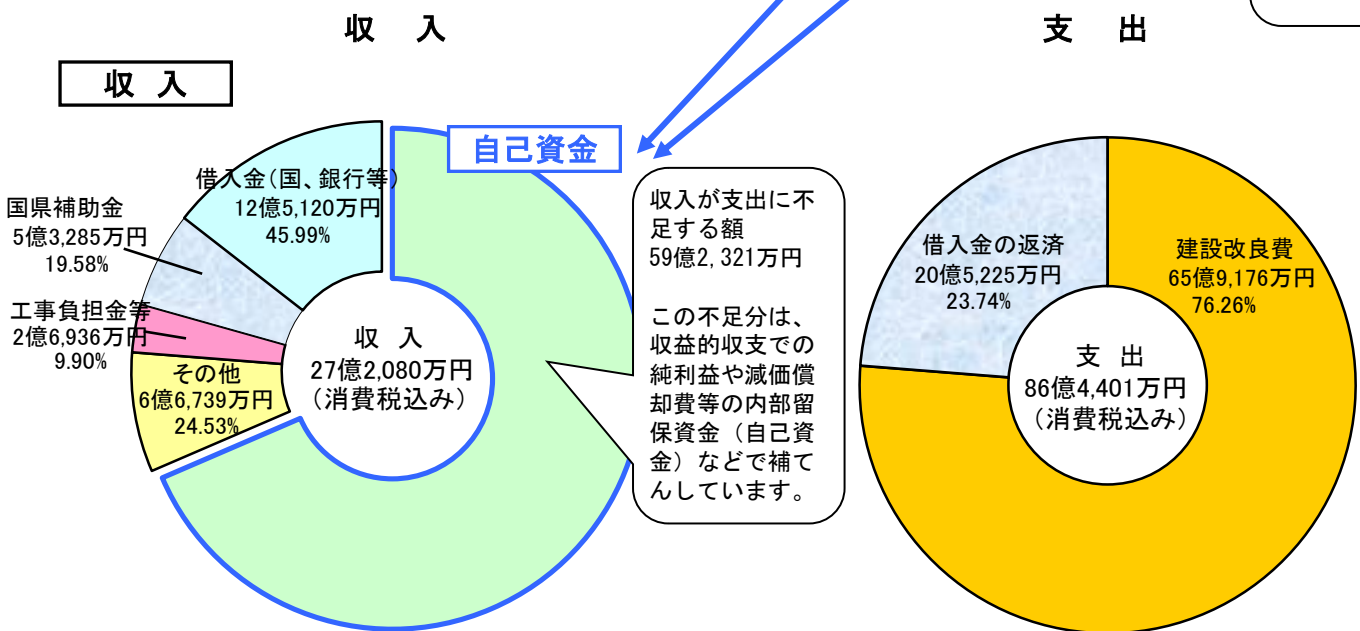 収　入
収　入
自己資金
借入金(国、銀行等)
12億5,120万円
45.99%
国県補助金
5億3,285万円
19.58%
工事負担金等
2億6,936万円
9.90%
その他
6億6,739万円
24.53%
収　入
27億2,080万円
（消費税込み）
収入が支出に不
足する額
59億2,321万円
この不足分は、
収益的収支での
純利益や減価償
却費等の内部留
保資金（自己資
金）などで補て
んしています。
支　出
借入金の返済
20億5,225万円
23.74%
建設改良費
65億9,176万円
76.26%
支　出
86億4,401万円
（消費税込み）